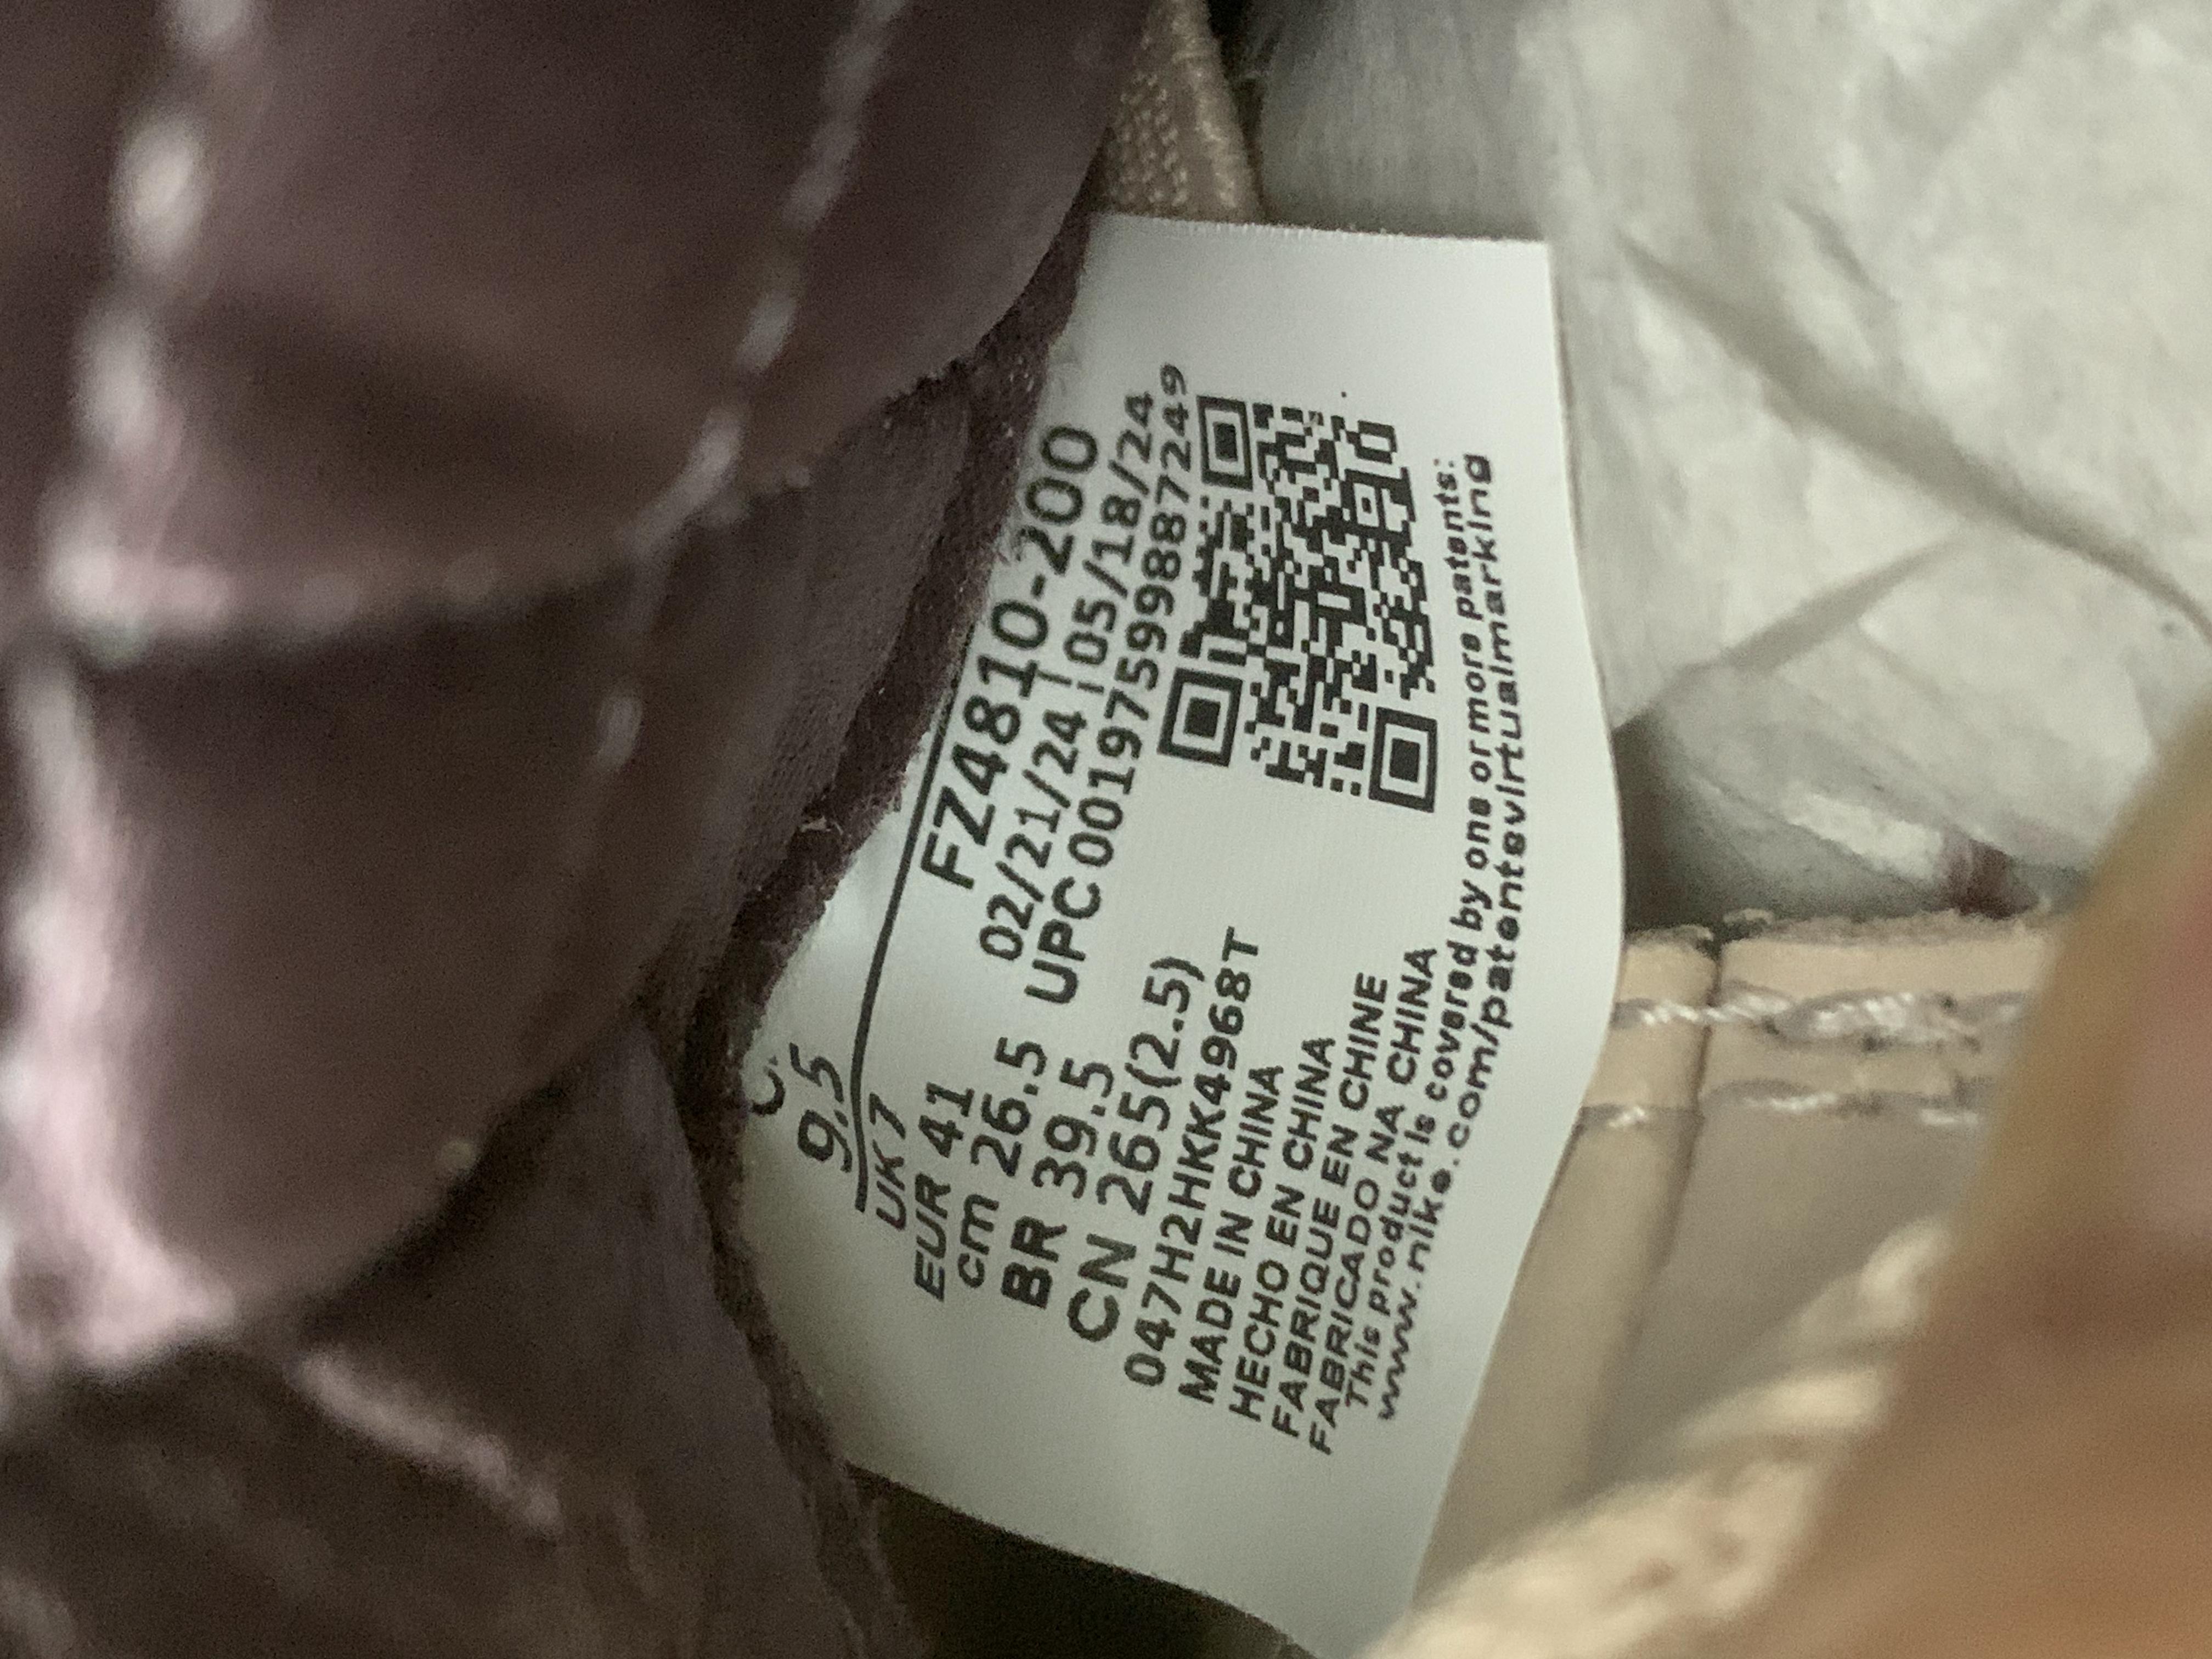 9.5
UK 7
EUR 41
cm 26.5
BR 39.5
CN 265(2.5)
FZ4810-200
02/21/24 | 05/18/24
UPC 00197599887249
047H2HKK4968T
MADE IN CHINA
HECHO EN CHINA
FABRIQUE EN CHINE
FABRICADO NA CHINA
This product is covered by one or more patents:
www.nike.com/patentsvirtualmarking